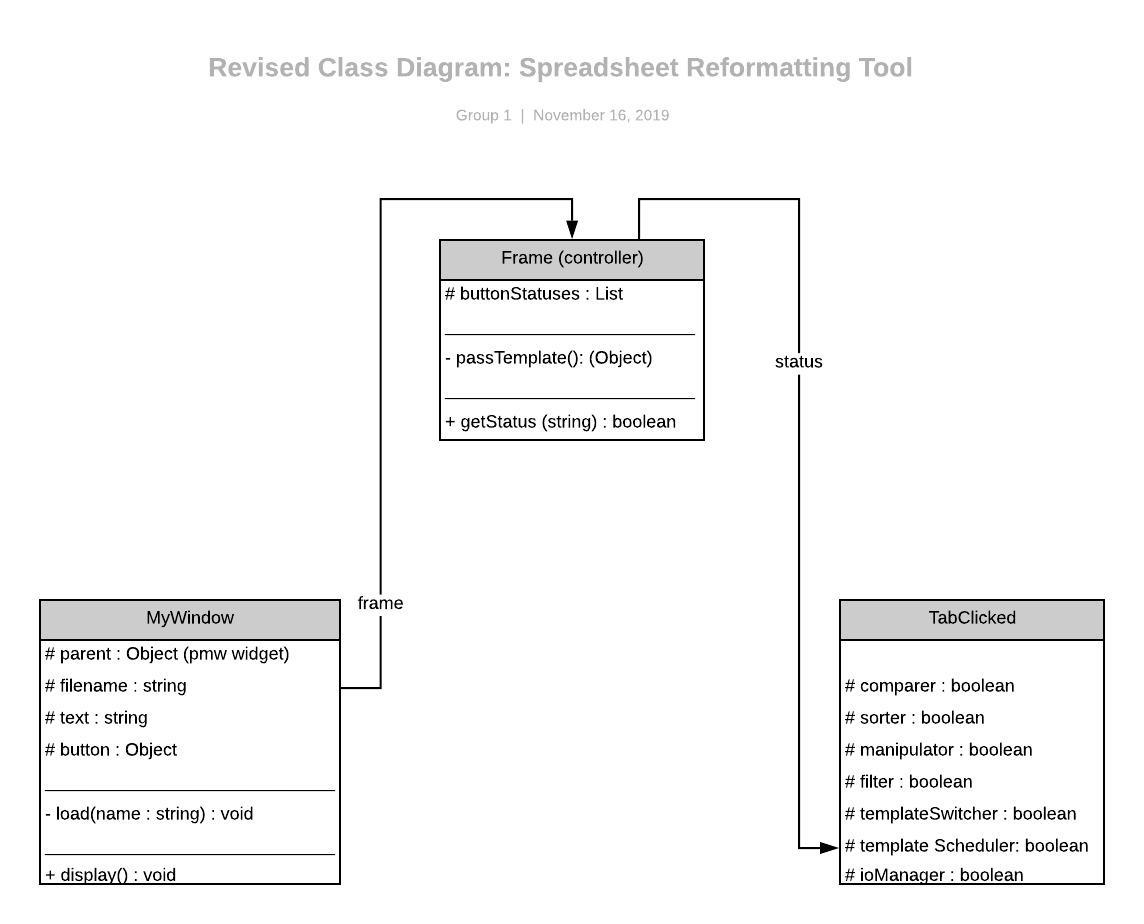 Revised Class Diagram: Spreadsheet Reformatting Tool
Group 1 | November 16, 2019
Frame (controller)
# buttonStatuses : List
- passTemplate(): (Object)
+ getStatus (string) : boolean
status
frame
MyWindow
# parent : Object (pmw widget)
# filename : string
# text : string
# button : Object
- load(name : string) : void
+ display() : void
TabClicked
# comparer : boolean
# sorter : boolean
# manipulator : boolean
# filter : boolean
# templateSwitcher : boolean
# template Scheduler: boolean
# ioManager : boolean